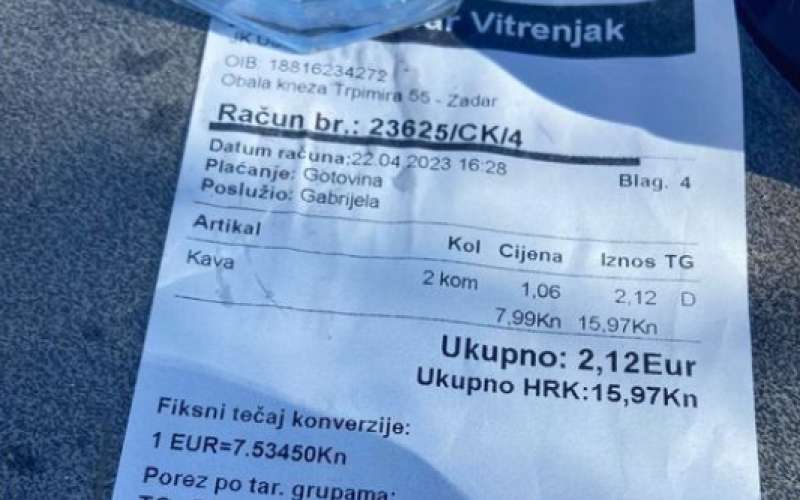 Vitrenjak
OIB: 18816234272
Obala kneza Trpimira 55 - Zadar
Račun br.: 23625/CK/4
Datum računa:22.04.2023 16:28
Plaćanje: Gotovina Blag. 4
Poslužio: Gabrijela
Artikal Kol Cijena Iznos TG
Kava 2 kom 1,06 2,12 D
7,99Kn 15,97Kn
Ukupno: 2,12Eur
Ukupno HRK:15,97Kn
Fiksni tečaj konverzije:
1 EUR=7.53450Kn
Porez po tar. grupama: